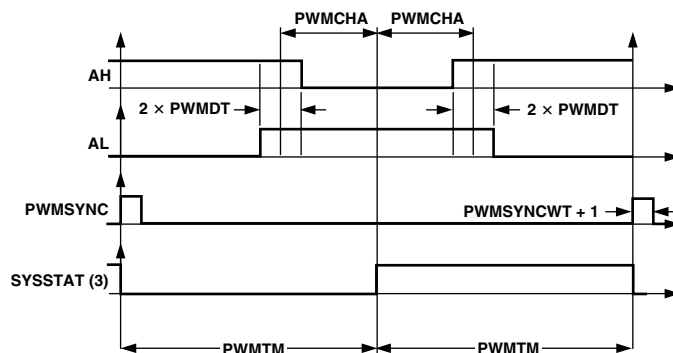 PWMCHA PWMCHA
AH
2 × PWMDT 2 × PWMDT
AL
PWMSYNC PWMSYNCWT + 1
SYSSTAT (3)
PWMTM PWMTM